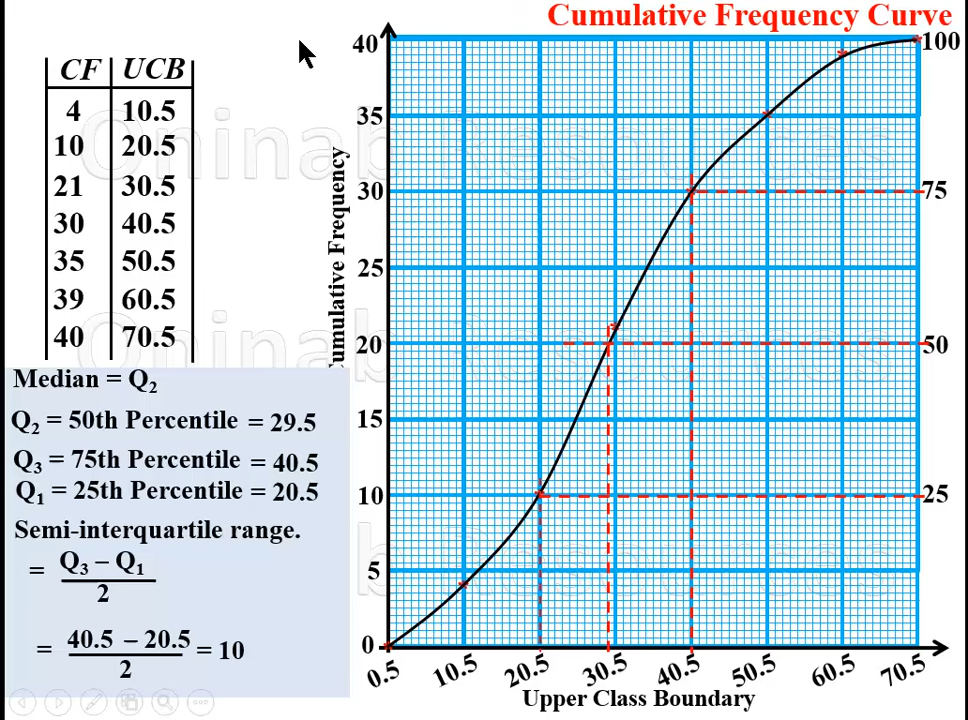 Cumulative Frequency Curve
CF UCB
4 10.5
10 20.5
21 30.5
30 40.5
35 50.5
39 60.5
40 70.5
Median = Q₂
Q₂ = 50th Percentile = 29.5
Q₃ = 75th Percentile = 40.5
Q₁ = 25th Percentile = 20.5
Semi-interquartile range.
= Q₃ – Q₁
2
= 40.5 – 20.5 = 10
2
Cumulative Frequency
40
35
30
25
20
15
10
5
0
100
75
50
25
0.5 10.5 20.5 30.5 40.5 50.5 60.5 70.5
Upper Class Boundary